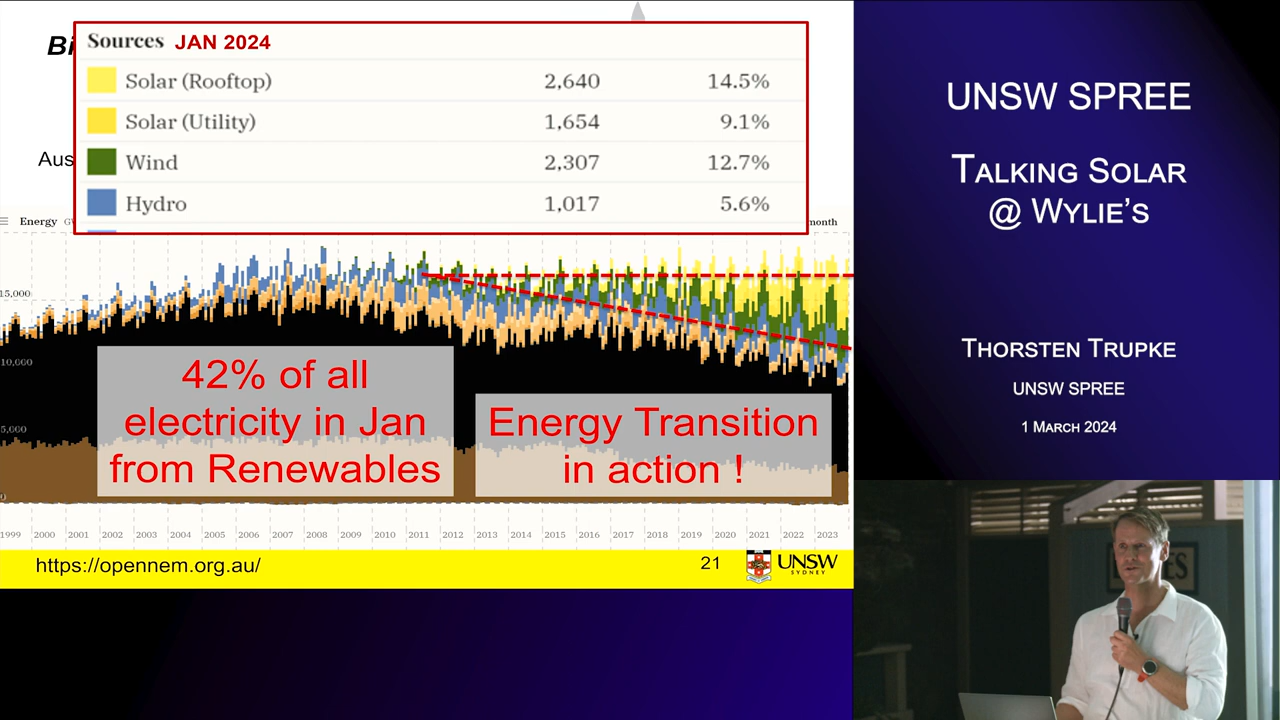 Bi
Sources JAN 2024
Solar (Rooftop) 2,640 14.5%
Solar (Utility) 1,654 9.1%
Wind 2,307 12.7%
Hydro 1,017 5.6%
Aus
Energy
month
15,000
10,000
5,000
0
42% of all
electricity in Jan
from Renewables
Energy Transition
in action !
1999 2000 2001 2002 2003 2004 2005 2006 2007 2008 2009 2010 2011 2012 2013 2014 2015 2016 2017 2018 2019 2020 2021 2022 2023
https://opennem.org.au/
21
UNSW
SYDNEY
UNSW SPREE
TALKING SOLAR
@ WYLIE'S
THORSTEN TRUPKE
UNSW SPREE
1 MARCH 2024